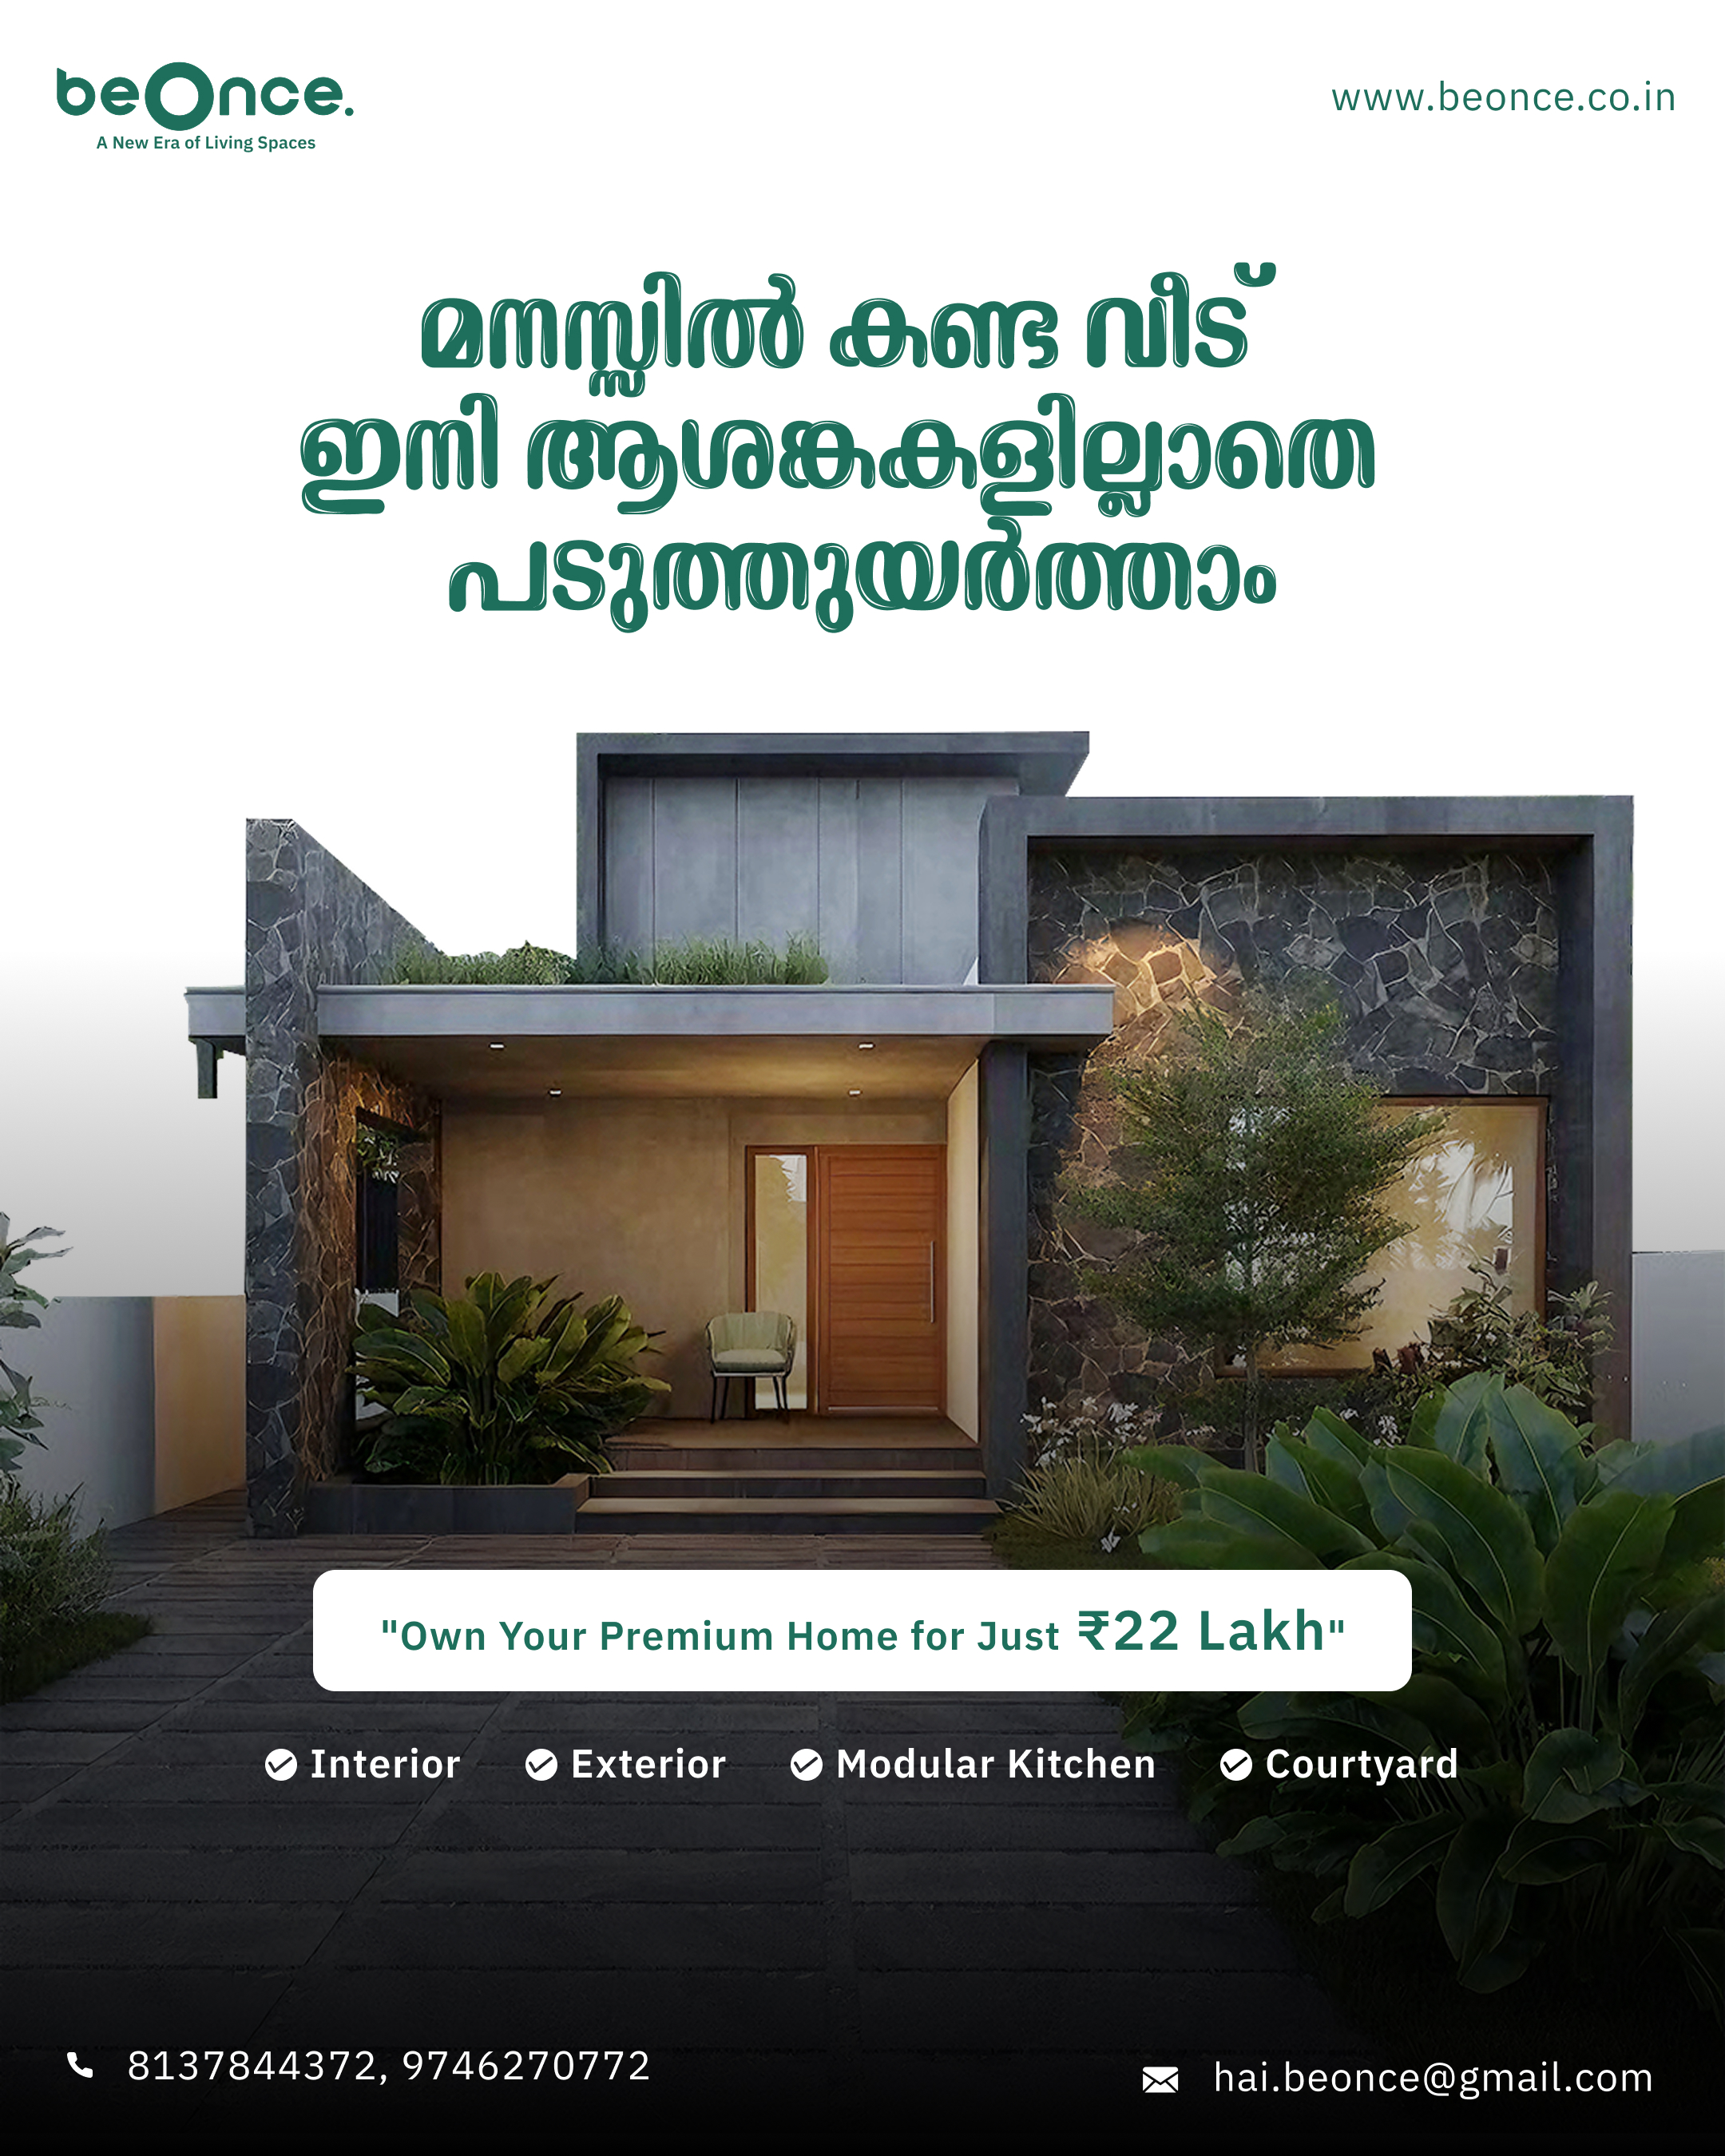 beOnce.
A New Era of Living Spaces
www.beonce.co.in
മനസ്സിൽ കണ്ട വീട്
ഇനി ആശങ്കകളില്ലാതെ
പടുത്തുയർത്താം
"Own Your Premium Home for Just ₹22 Lakh"
Interior Exterior Modular Kitchen Courtyard
8137844372, 9746270772
hai.beonce@gmail.com